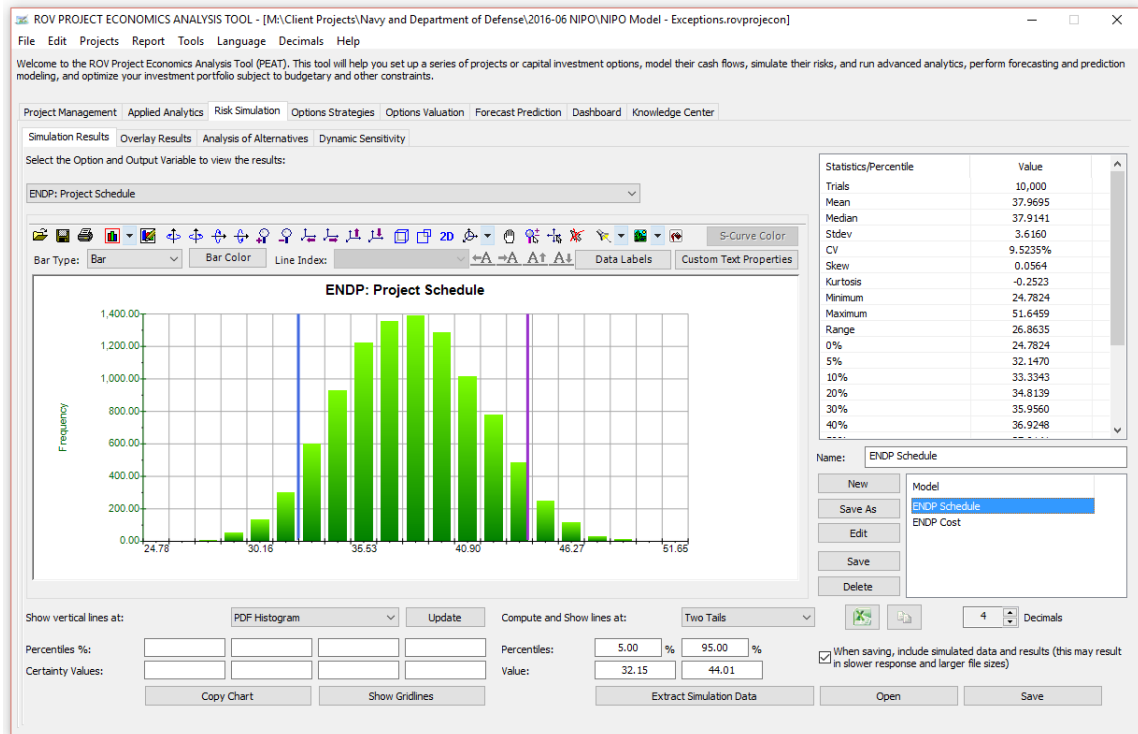 ROV PROJECT ECONOMICS ANALYSIS TOOL - [M:\Client Projects\Navy and Department of Defense\2016-06 NIPO\NIPO Model - Exceptions.rovprojecon]
File Edit Projects Report Tools Language Decimals Help
Welcome to the ROV Project Economics Analysis Tool (PEAT). This tool will help you set up a series of projects or capital investment options, model their cash flows, simulate their risks, and run advanced analytics, perform forecasting and prediction
modeling, and optimize your investment portfolio subject to budgetary and other constraints.
Project Management Applied Analytics Risk Simulation Options Strategies Options Valuation Forecast Prediction Dashboard Knowledge Center
Simulation Results Overlay Results Analysis of Alternatives Dynamic Sensitivity
Select the Option and Output Variable to view the results:
ENDP: Project Schedule
2D
S-Curve Color
Bar Type: Bar Bar Color Line Index: A A A A Data Labels Custom Text Properties
ENDP: Project Schedule
Frequency
1,400.00
1,200.00
1,000.00
800.00
600.00
400.00
200.00
0.00
24.78 30.16 36.53 40.90 46.27 51.65
Statistics/Percentile Value
Trials 10,000
Mean 37.9695
Median 37.9141
Stdev 3.6160
CV 9.5235%
Skew 0.0564
Kurtosis -0.2523
Minimum 24.7824
Maximum 51.6459
Range 26.8635
0% 24.7824
5% 32.1470
10% 33.3343
20% 34.8139
30% 35.9560
40% 36.9248
Name: ENDP Schedule
New
Save As
Edit
Save
Delete
Model
ENDP Schedule
ENDP Cost
4 Decimals
Show vertical lines at: PDF Histogram Update Compute and Show lines at: Two Tails
Percentiles %: Percentiles: 5.00 % 95.00 %
Certainty Values: Value: 32.15 44.01
When saving, include simulated data and results (this may result
in slower response and larger file sizes)
Copy Chart Show Gridlines Extract Simulation Data Open Save